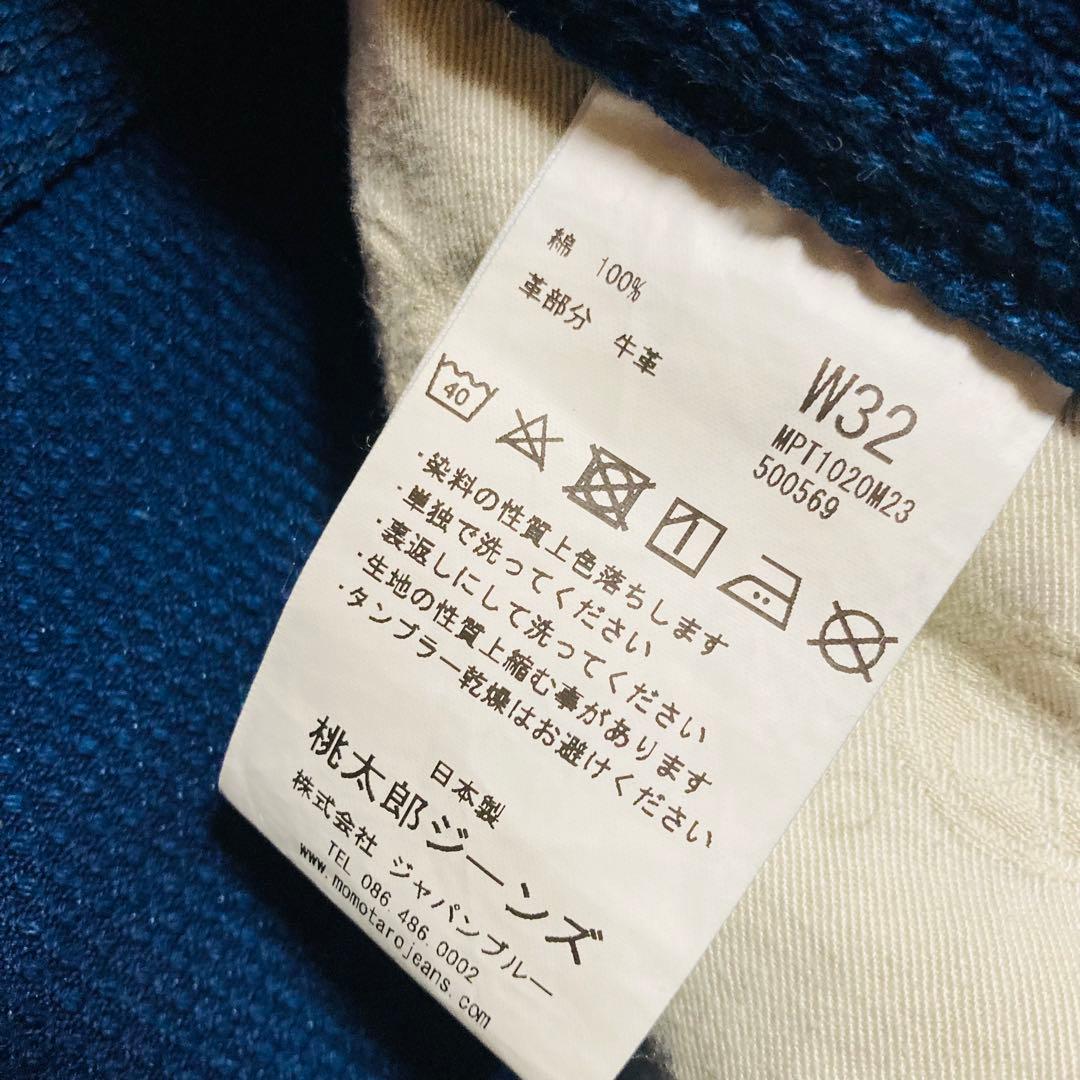 綿 100%
革部分 牛革
W32
MPT1020M23
500569
40
・染料の性質上色落ちします
・単独で洗ってください
・裏返しにして洗ってください
・生地の性質上縮む事があります
・タンブラー乾燥はお避けください
日本製
桃太郎ジーンズ
株式会社 ジャパンブルー
TEL 086.486.0002
www.momotarojeans.com